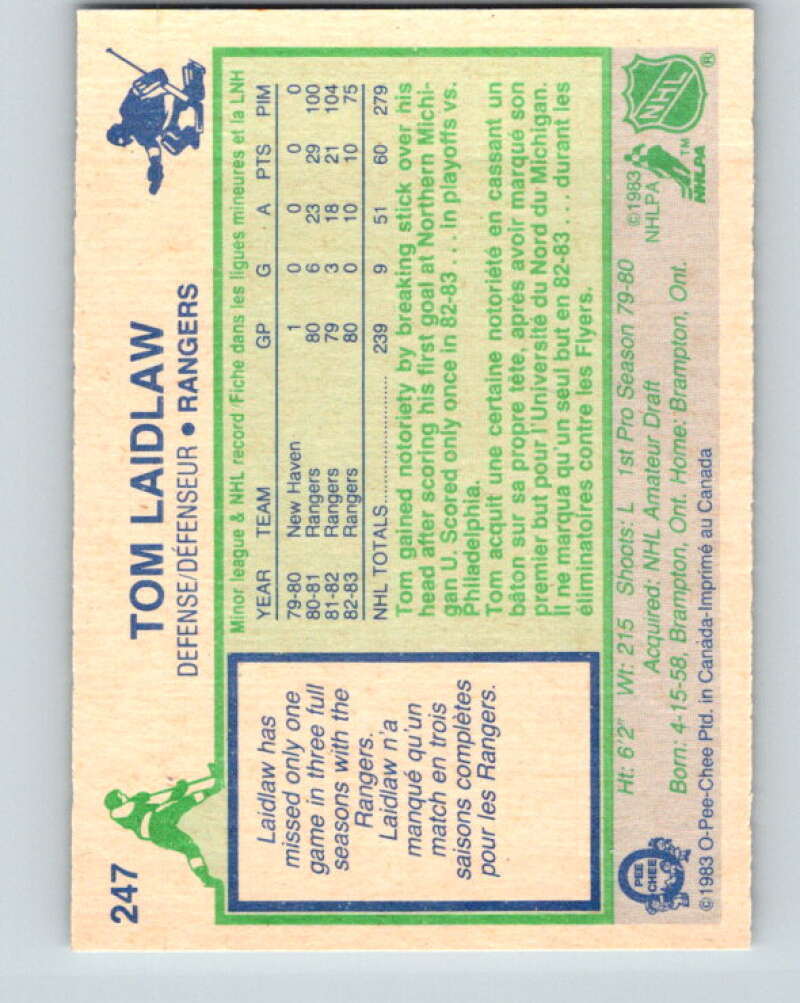 247
TOM LAIDLAW
DEFENSE/DÉFENSEUR • RANGERS
Laidlaw has
missed only one
game in three full
seasons with the
Rangers.
Laidlaw n'a
manqué qu'un
match en trois
saisons complètes
pour les Rangers.
Minor league & NHL record/Fiche dans les ligues mineures et la LNH
YEAR TEAM GP G A PTS PIM
79-80 New Haven 1 0 0 0 0
80-81 Rangers 80 6 23 29 100
81-82 Rangers 79 3 18 21 104
82-83 Rangers 80 0 10 10 75
NHL TOTALS................ 239 9 51 60 279
Tom gained notoriety by breaking stick over his
head after scoring his first goal at Northern Michi-
gan U. Scored only once in 82-83 . . . in playoffs vs.
Philadelphia.
Tom acquit une certaine notoriété en cassant un
bâton sur sa propre tête, après avoir marqué son
premier but pour l'Université du Nord du Michigan.
Il ne marqua qu'un seul but en 82-83 . . . durant les
éliminatoires contre les Flyers.
Ht: 6'2" Wt: 215 Shoots: L 1st Pro Season 79-80
Acquired: NHL Amateur Draft
Born: 4-15-58, Brampton, Ont. Home: Brampton, Ont.
©1983
NHLPA
NHL
®
TM
NHLPA
O
PEE
CHEE
©1983 O-Pee-Chee Ptd. in Canada-Imprimé au Canada